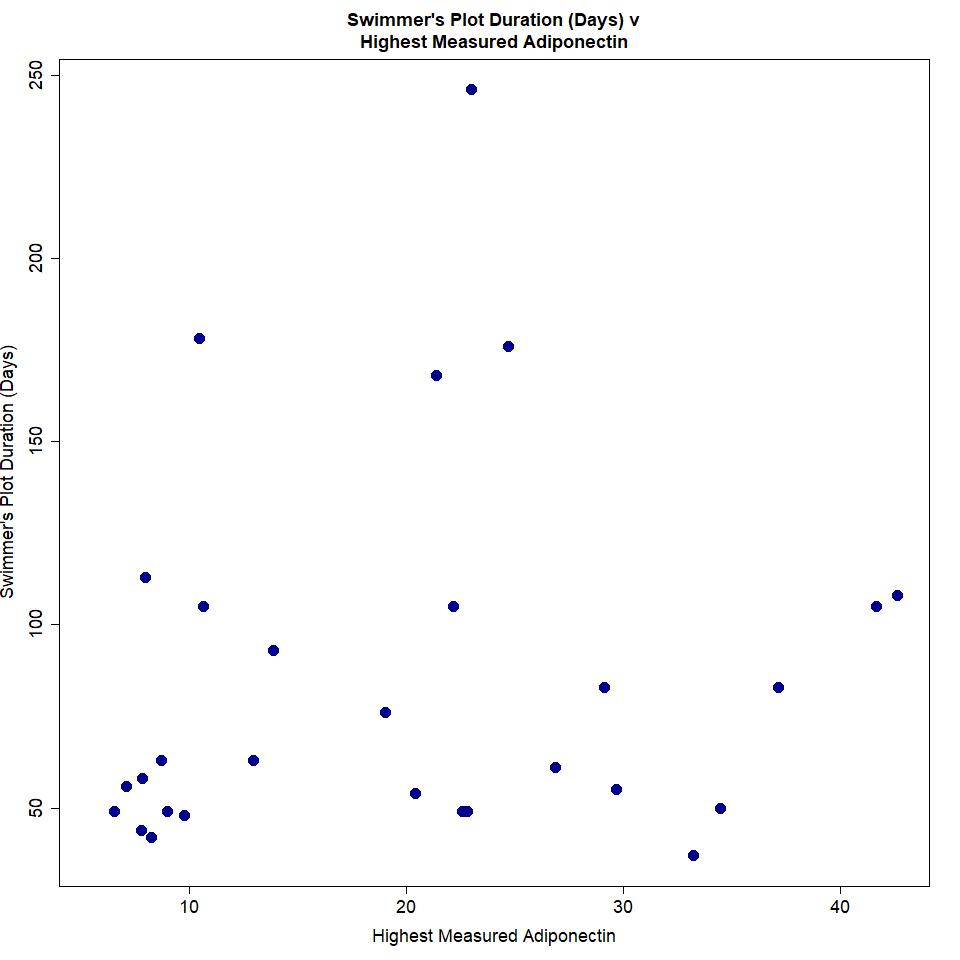 Swimmer's Plot Duration (Days) v
Highest Measured Adiponectin
Swimmer's Plot Duration (Days)
250
200
150
100
50
10 20 30 40
Highest Measured Adiponectin